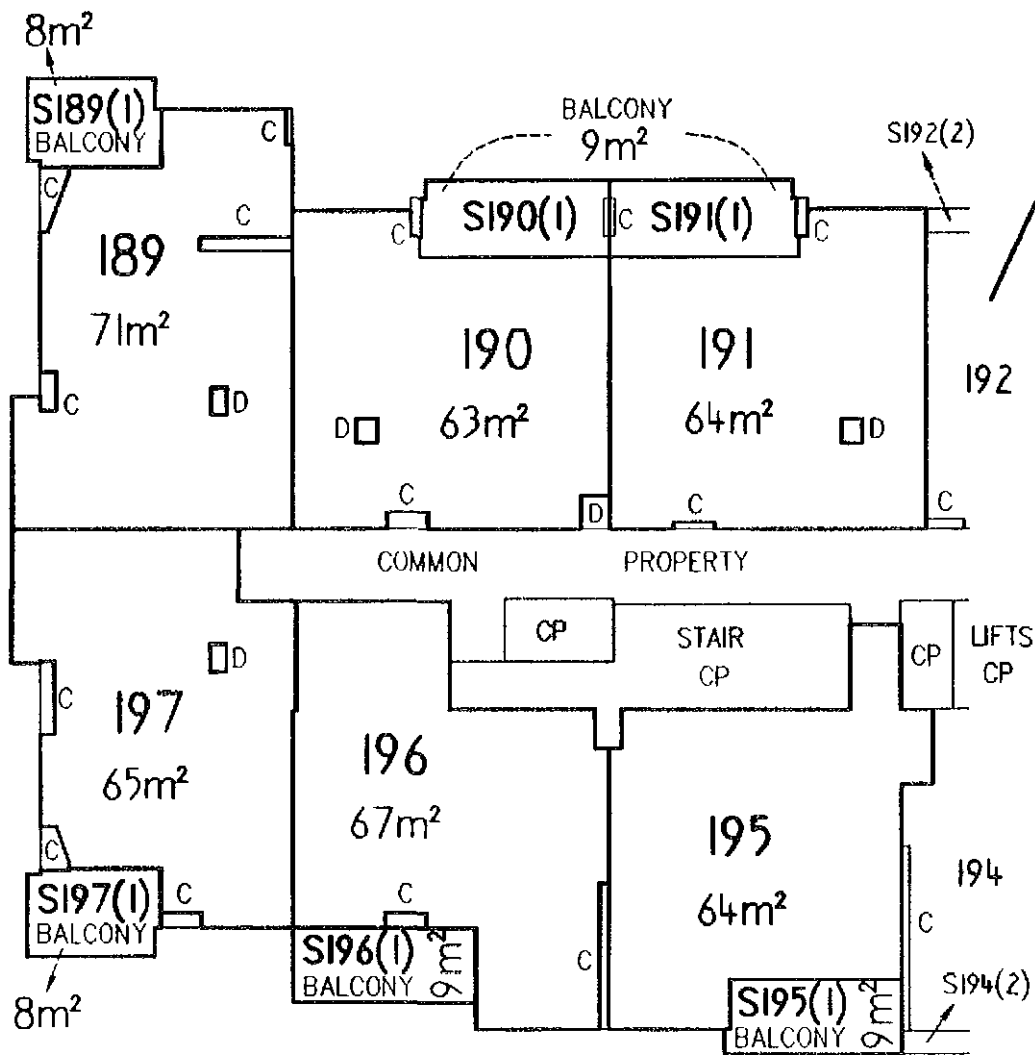 8m²
S189(1)
BALCONY
C
C
C
189
71m²
C
D
BALCONY
9m²
S190(1)
C
S191(1)
C
C
S192(2)
190
63m²
D
C
D
191
64m²
D
C
192
C
COMMON PROPERTY
CP
STAIR
CP
CP
LIFTS
CP
D
C
197
65m²
C
S197(1)
BALCONY
C
8m²
196
67m²
C
S196(1)
BALCONY
9m²
C
195
64m²
S195(1)
BALCONY
9m²
194
C
S194(2)